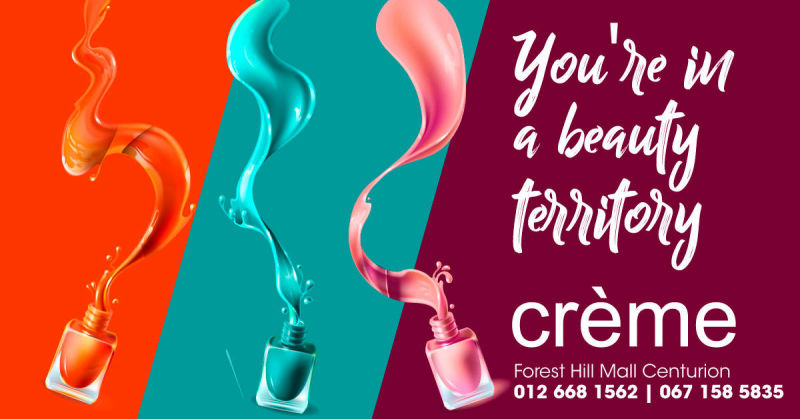 You're in
a beauty
territory
crème
Forest Hill Mall Centurion
012 668 1562 | 067 158 5835